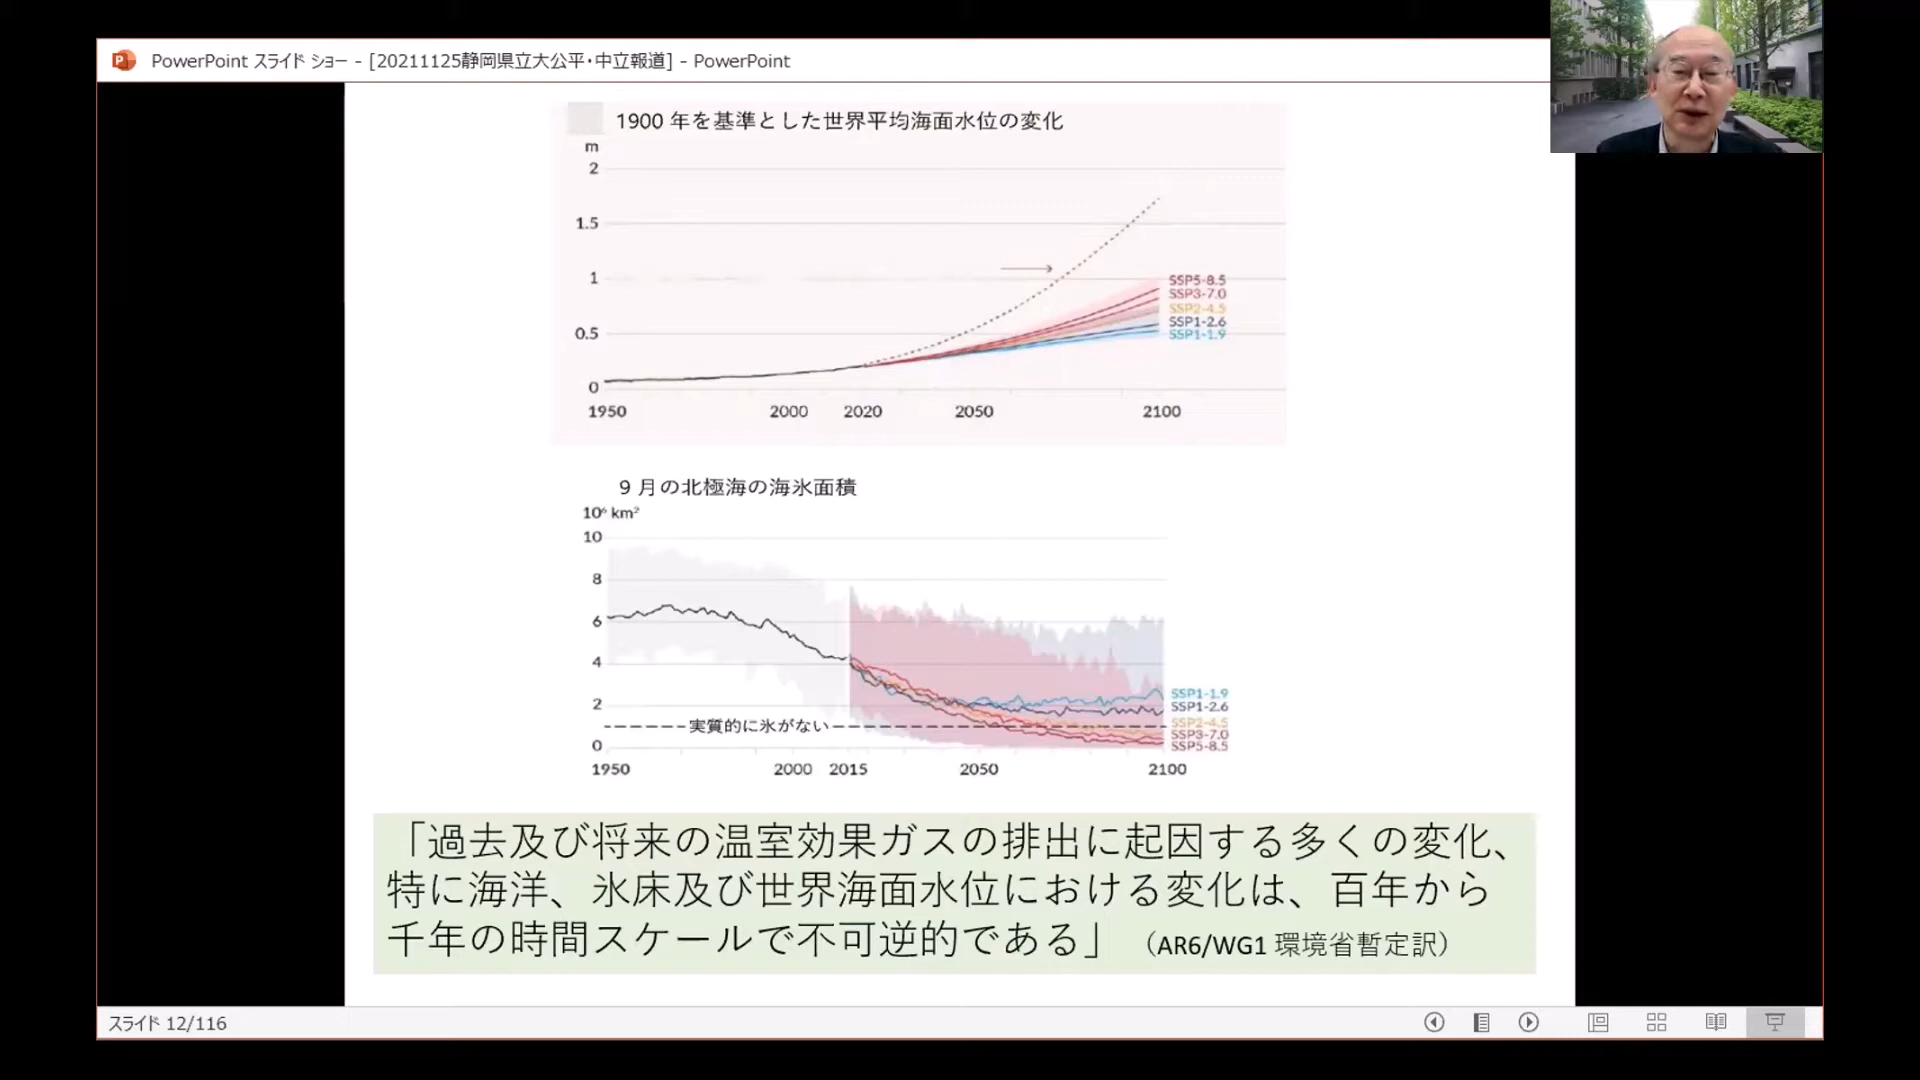 PowerPoint スライド ショー - [20211125静岡県立大公平・中立報道] - PowerPoint
1900 年を基準とした世界平均海面水位の変化
m
2
1.5
1
0.5
0
SSP5-8.5
SSP3-7.0
SSP2-4.5
SSP1-2.6
SSP1-1.9
1950 2000 2020 2050 2100
9 月の北極海の海氷面積
10⁶ km²
10
8
6
4
2
0
実質的に氷がない
SSP1-1.9
SSP1-2.6
SSP2-4.5
SSP3-7.0
SSP5-8.5
1950 2000 2015 2050 2100
「過去及び将来の温室効果ガスの排出に起因する多くの変化、
特に海洋、氷床及び世界海面水位における変化は、百年から
千年の時間スケールで不可逆的である」 （AR6/WG1 環境省暫定訳）
スライド 12/116